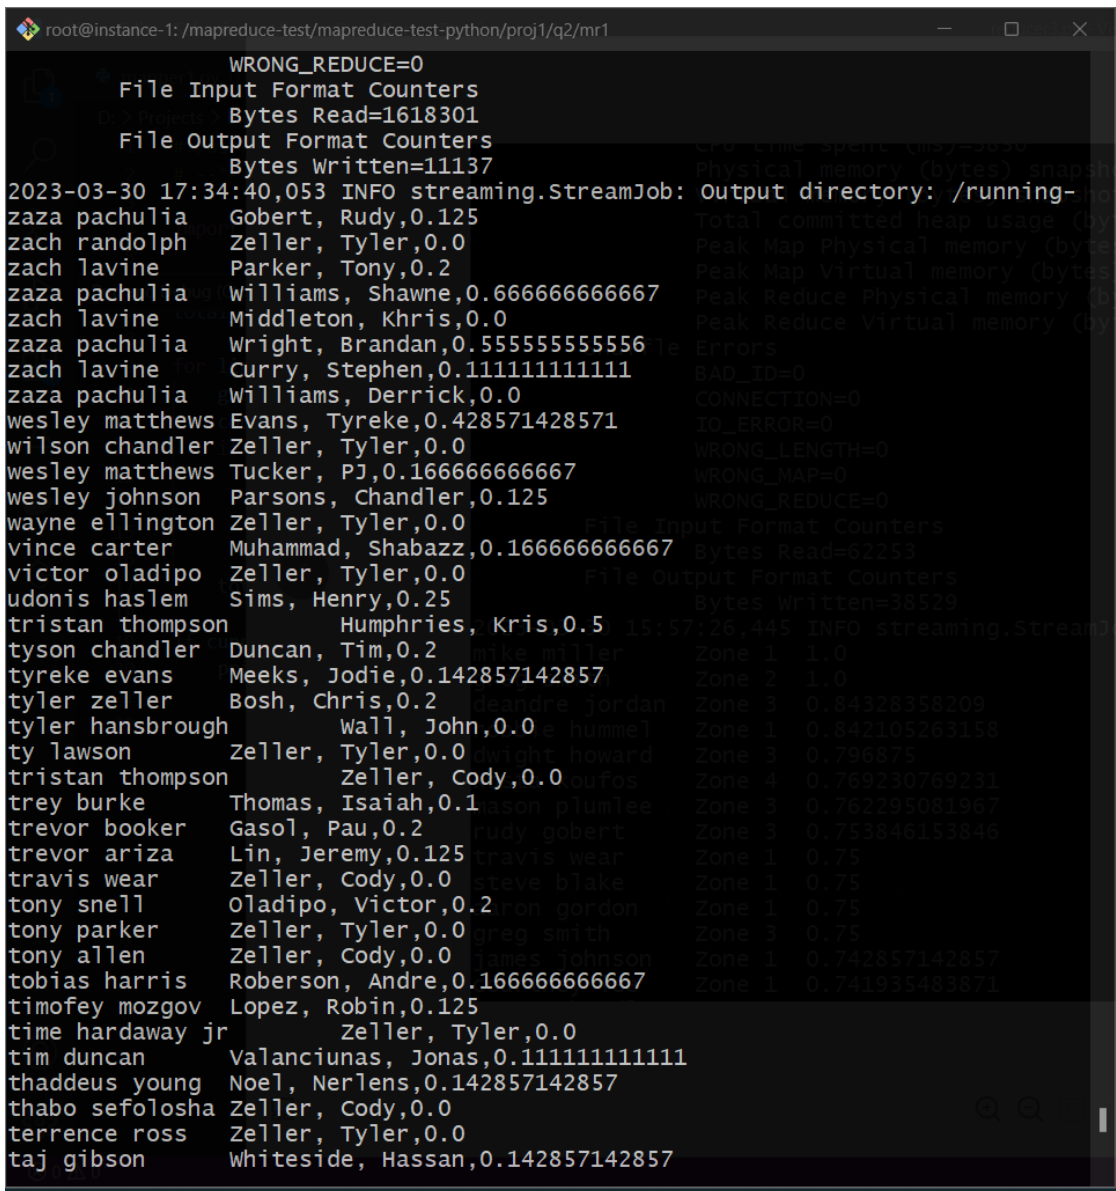 root@instance-1: /mapreduce-test/mapreduce-test-python/proj1/q2/mr1
WRONG_REDUCE=0
File Input Format Counters
Bytes Read=1618301
File Output Format Counters
Bytes Written=11137
2023-03-30 17:34:40,053 INFO streaming.StreamJob: Output directory: /running-
zaza pachulia Gobert, Rudy,0.125
zach randolph Zeller, Tyler,0.0
zach lavine Parker, Tony,0.2
zaza pachulia Williams, Shawne,0.666666666667
zach lavine Middleton, Khris,0.0
zaza pachulia Wright, Brandan,0.555555555556
zach lavine Curry, Stephen,0.111111111111
zaza pachulia Williams, Derrick,0.0
wesley matthews Evans, Tyreke,0.428571428571
wilson chandler Zeller, Tyler,0.0
wesley matthews Tucker, PJ,0.166666666667
wesley johnson Parsons, Chandler,0.125
wayne ellington Zeller, Tyler,0.0
vince carter Muhammad, Shabazz,0.166666666667
victor oladipo Zeller, Tyler,0.0
udonis haslem Sims, Henry,0.25
tristan thompson Humphries, Kris,0.5
tyson chandler Duncan, Tim,0.2
tyreke evans Meeks, Jodie,0.142857142857
tyler zeller Bosh, Chris,0.2
tyler hansbrough Wall, John,0.0
ty lawson Zeller, Tyler,0.0
tristan thompson Zeller, Cody,0.0
trey burke Thomas, Isaiah,0.1
trevor booker Gasol, Pau,0.2
trevor ariza Lin, Jeremy,0.125
travis wear Zeller, Cody,0.0
tony snell Oladipo, Victor,0.2
tony parker Zeller, Tyler,0.0
tony allen Zeller, Cody,0.0
tobias harris Roberson, Andre,0.166666666667
timofey mozgov Lopez, Robin,0.125
time hardaway jr Zeller, Tyler,0.0
tim duncan Valanciunas, Jonas,0.111111111111
thaddeus young Noel, Nerlens,0.142857142857
thabo sefolosha Zeller, Cody,0.0
terrence ross Zeller, Tyler,0.0
taj gibson Whiteside, Hassan,0.142857142857